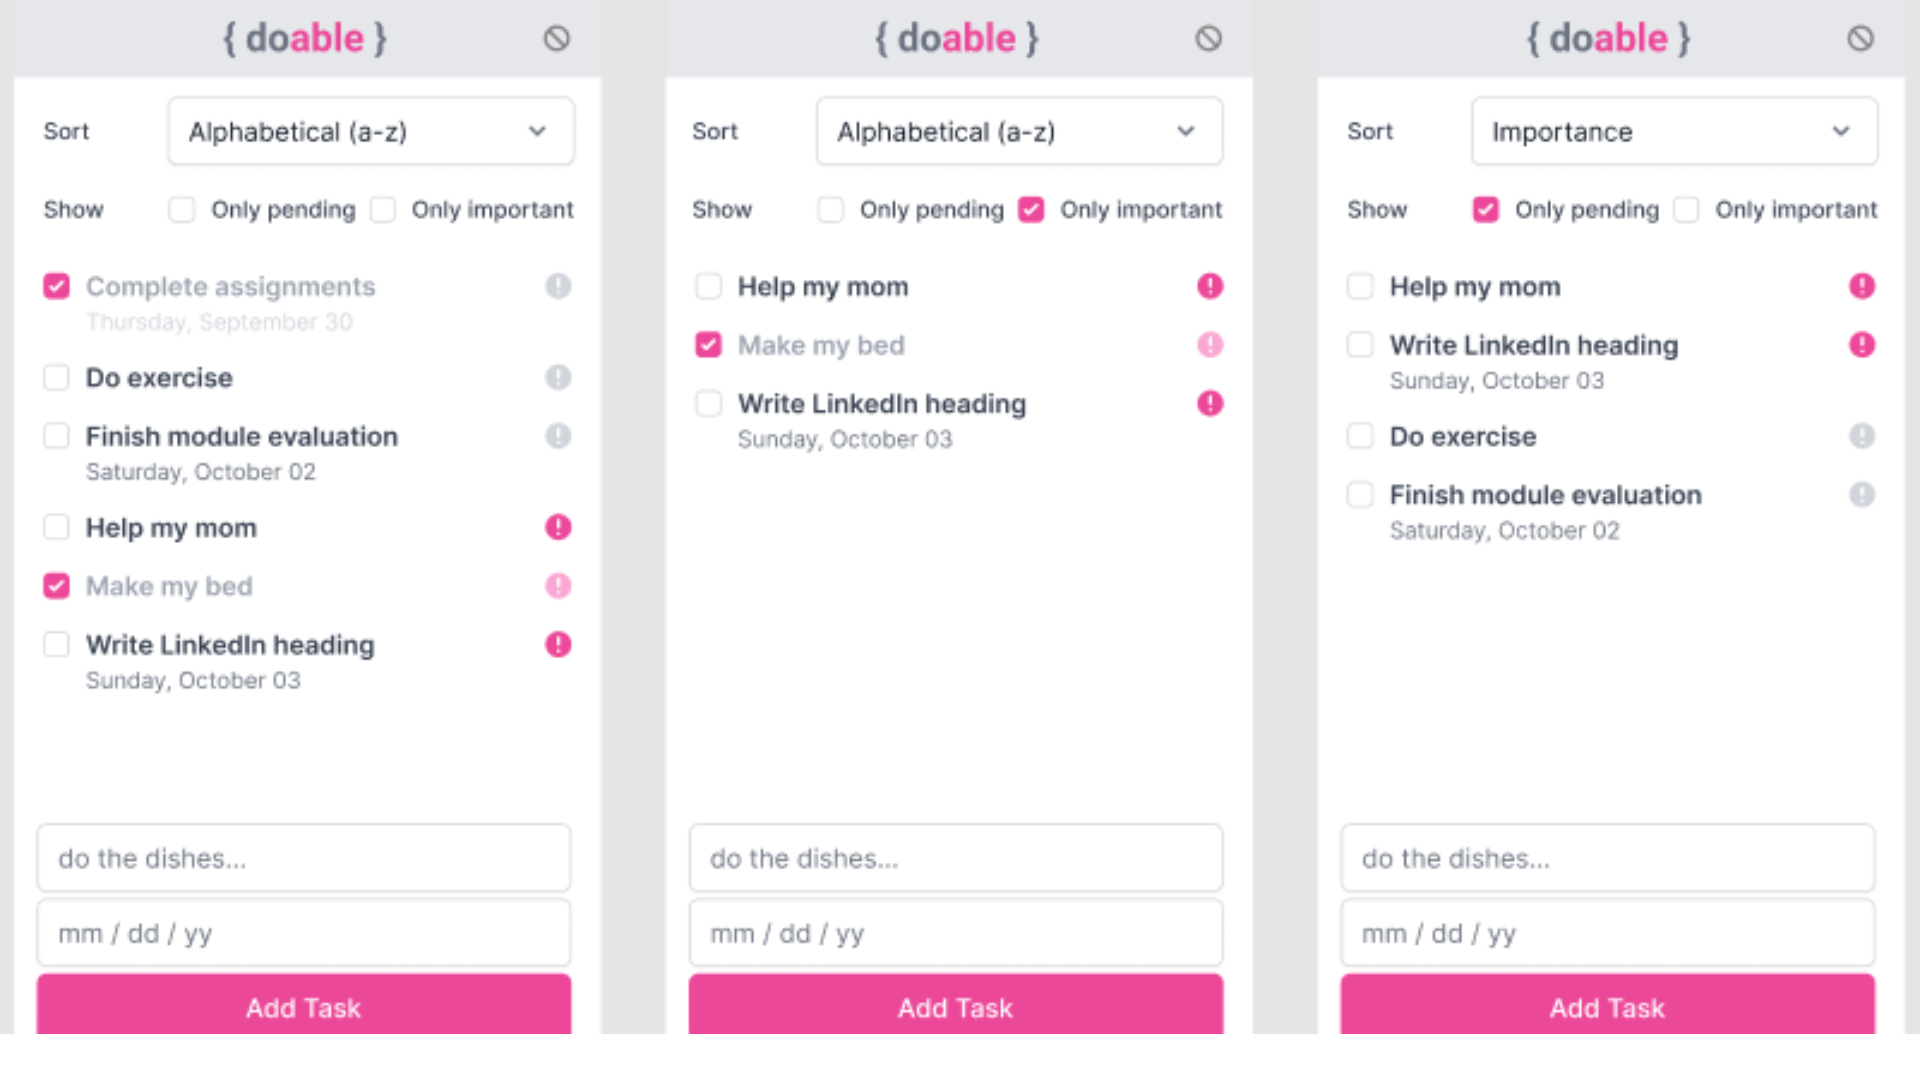 { doable }
Sort
Alphabetical (a-z)
Show
Only pending
Only important
Complete assignments
Thursday, September 30
Do exercise
Finish module evaluation
Saturday, October 02
Help my mom
Make my bed
Write LinkedIn heading
Sunday, October 03
do the dishes...
mm / dd / yy
Add Task
{ doable }
Sort
Alphabetical (a-z)
Show
Only pending
Only important
Help my mom
Make my bed
Write LinkedIn heading
Sunday, October 03
do the dishes...
mm / dd / yy
Add Task
{ doable }
Sort
Importance
Show
Only pending
Only important
Help my mom
Write LinkedIn heading
Sunday, October 03
Do exercise
Finish module evaluation
Saturday, October 02
do the dishes...
mm / dd / yy
Add Task